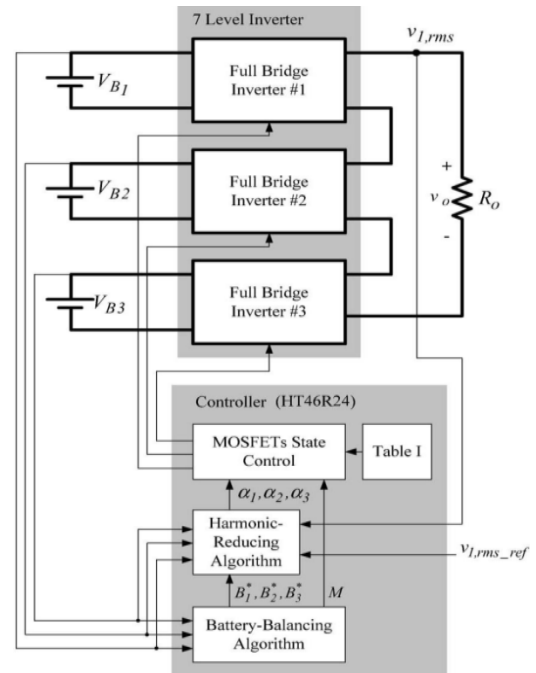 7 Level Inverter
v1,rms
VB1
Full Bridge
Inverter #1
VB2
Full Bridge
Inverter #2
+
vo
Ro
-
VB3
Full Bridge
Inverter #3
Controller (HT46R24)
MOSFETs State
Control
Table I
α1,α2,α3
Harmonic-
Reducing
Algorithm
v1,rms_ref
B1*,B2*,B3*
M
Battery-Balancing
Algorithm